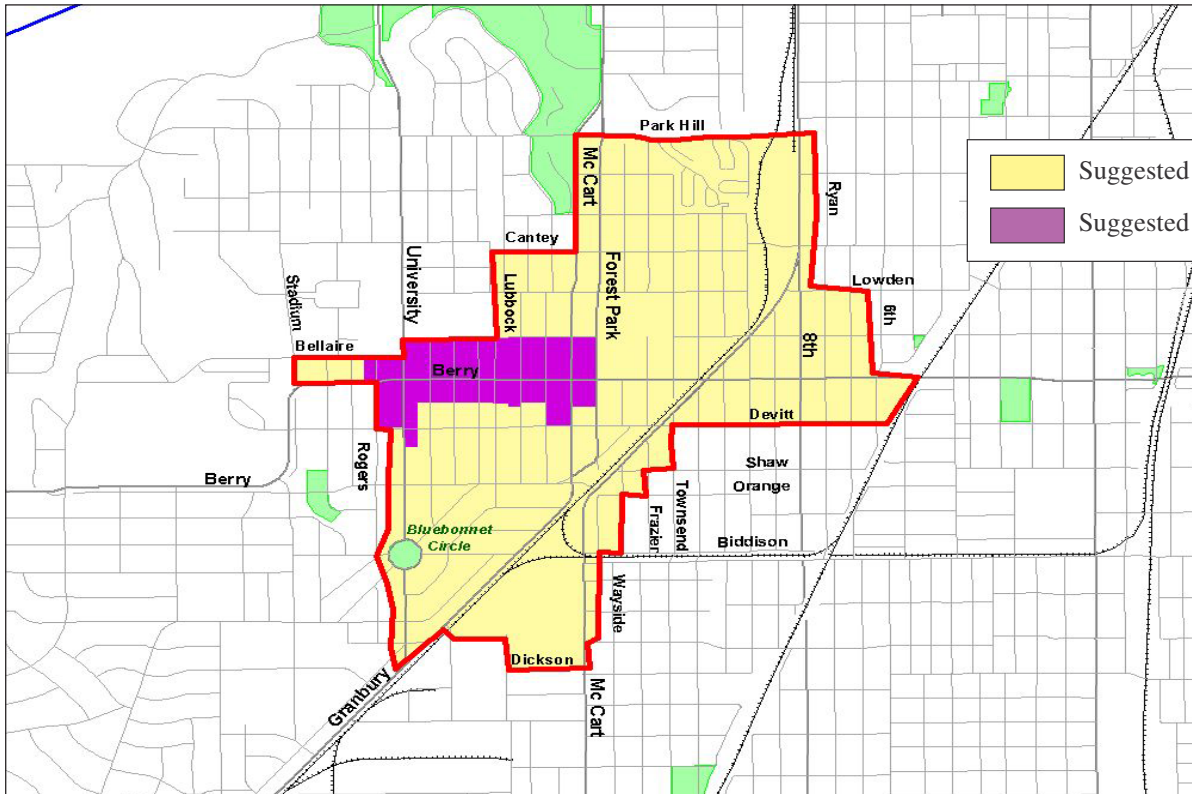 Park Hill
Mc Cart
Suggested
Ryan
Suggested
Cantey
University
Forest Park
Lowden
Stadium
Lubbock
6th
8th
Bellaire
Berry
Devitt
Rogers
Shaw
Berry
Orange
Townsend
Frazier
Bluebonnet
Circle
Biddison
Wayside
Dickson
Granbury
Mc Cart